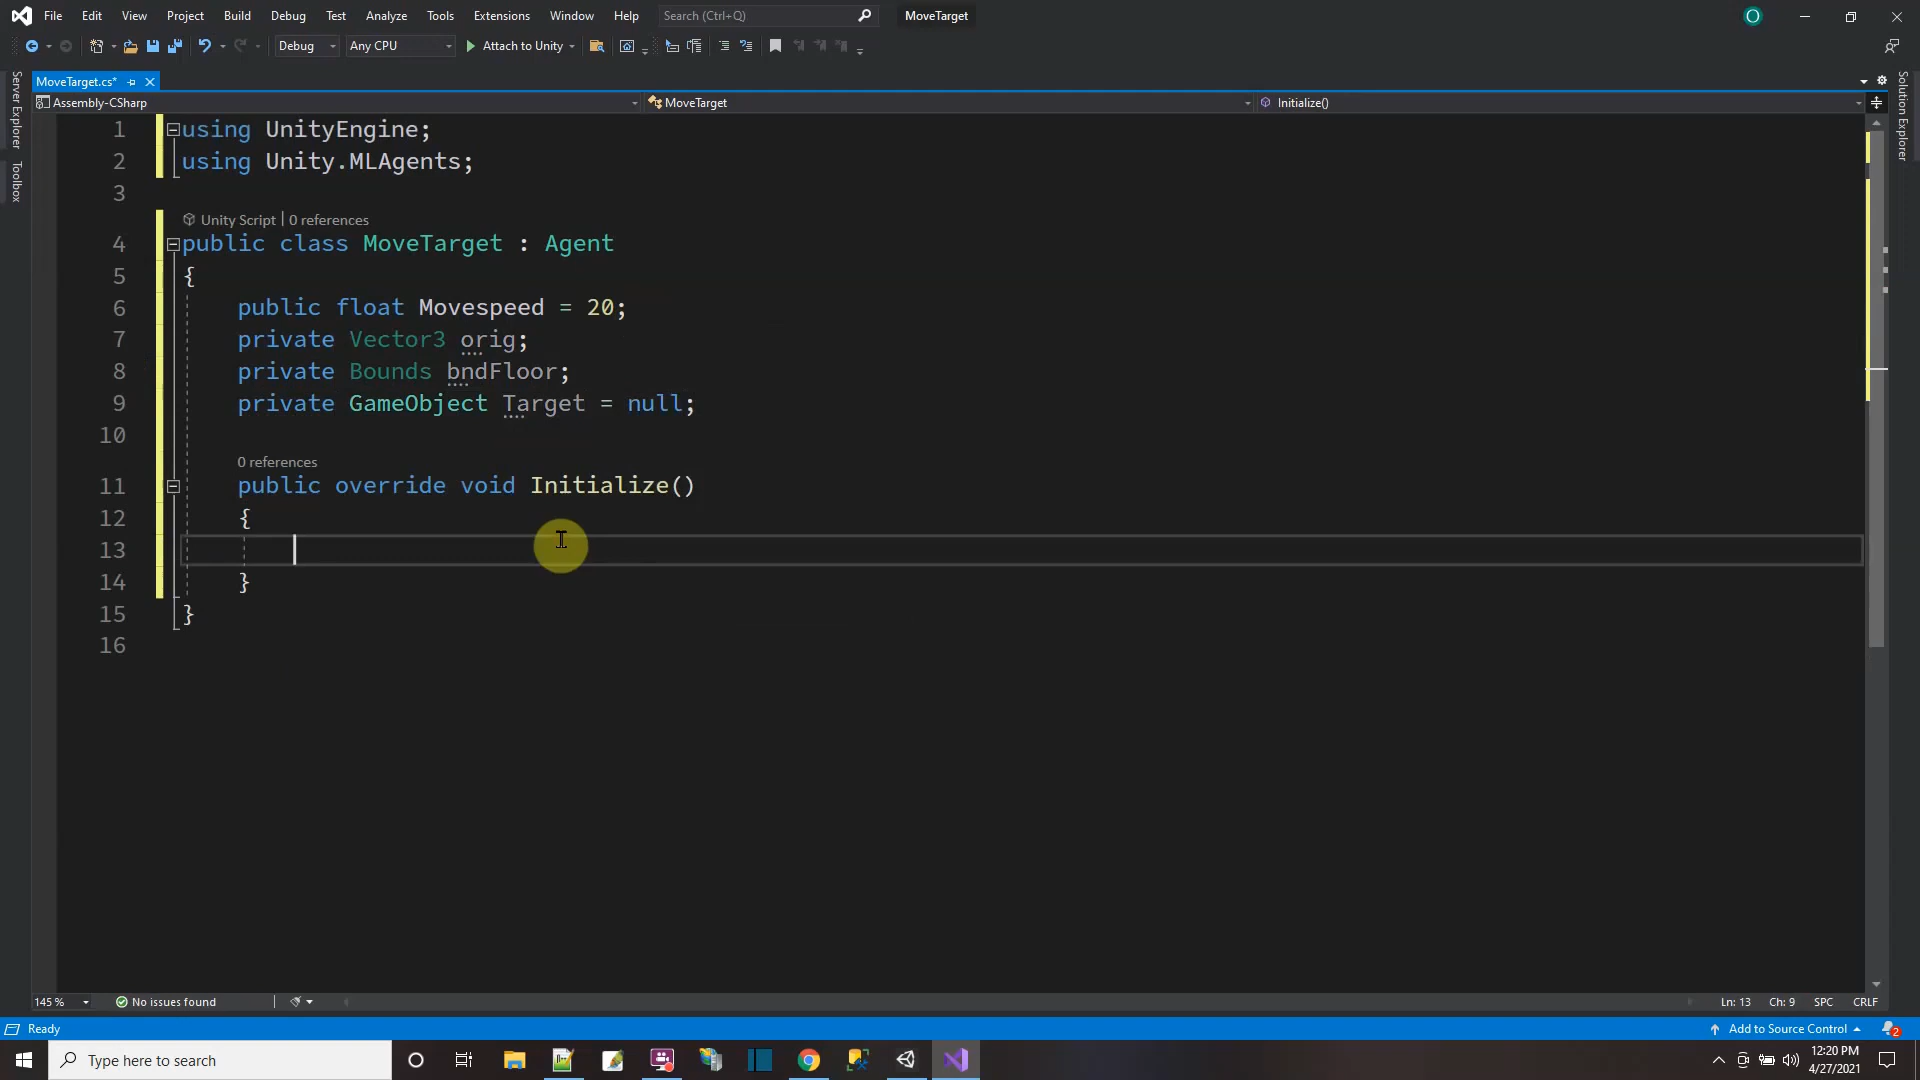 File Edit View Project Build Debug Test Analyze Tools Extensions Window Help Search (Ctrl+Q) MoveTarget O
Debug Any CPU Attach to Unity
MoveTarget.cs*
Assembly-CSharp MoveTarget Initialize()
Server Explorer
Toolbox
Solution Explorer
1 using UnityEngine;
2 using Unity.MLAgents;
3
Unity Script | 0 references
4 public class MoveTarget : Agent
5 {
6 public float Movespeed = 20;
7 private Vector3 orig;
8 private Bounds bndFloor;
9 private GameObject Target = null;
10
0 references
11 public override void Initialize()
12 {
13
14 }
15 }
16
145 % No issues found Ln: 13 Ch: 9 SPC CRLF
Ready Add to Source Control 2
Type here to search 12:20 PM
4/27/2021